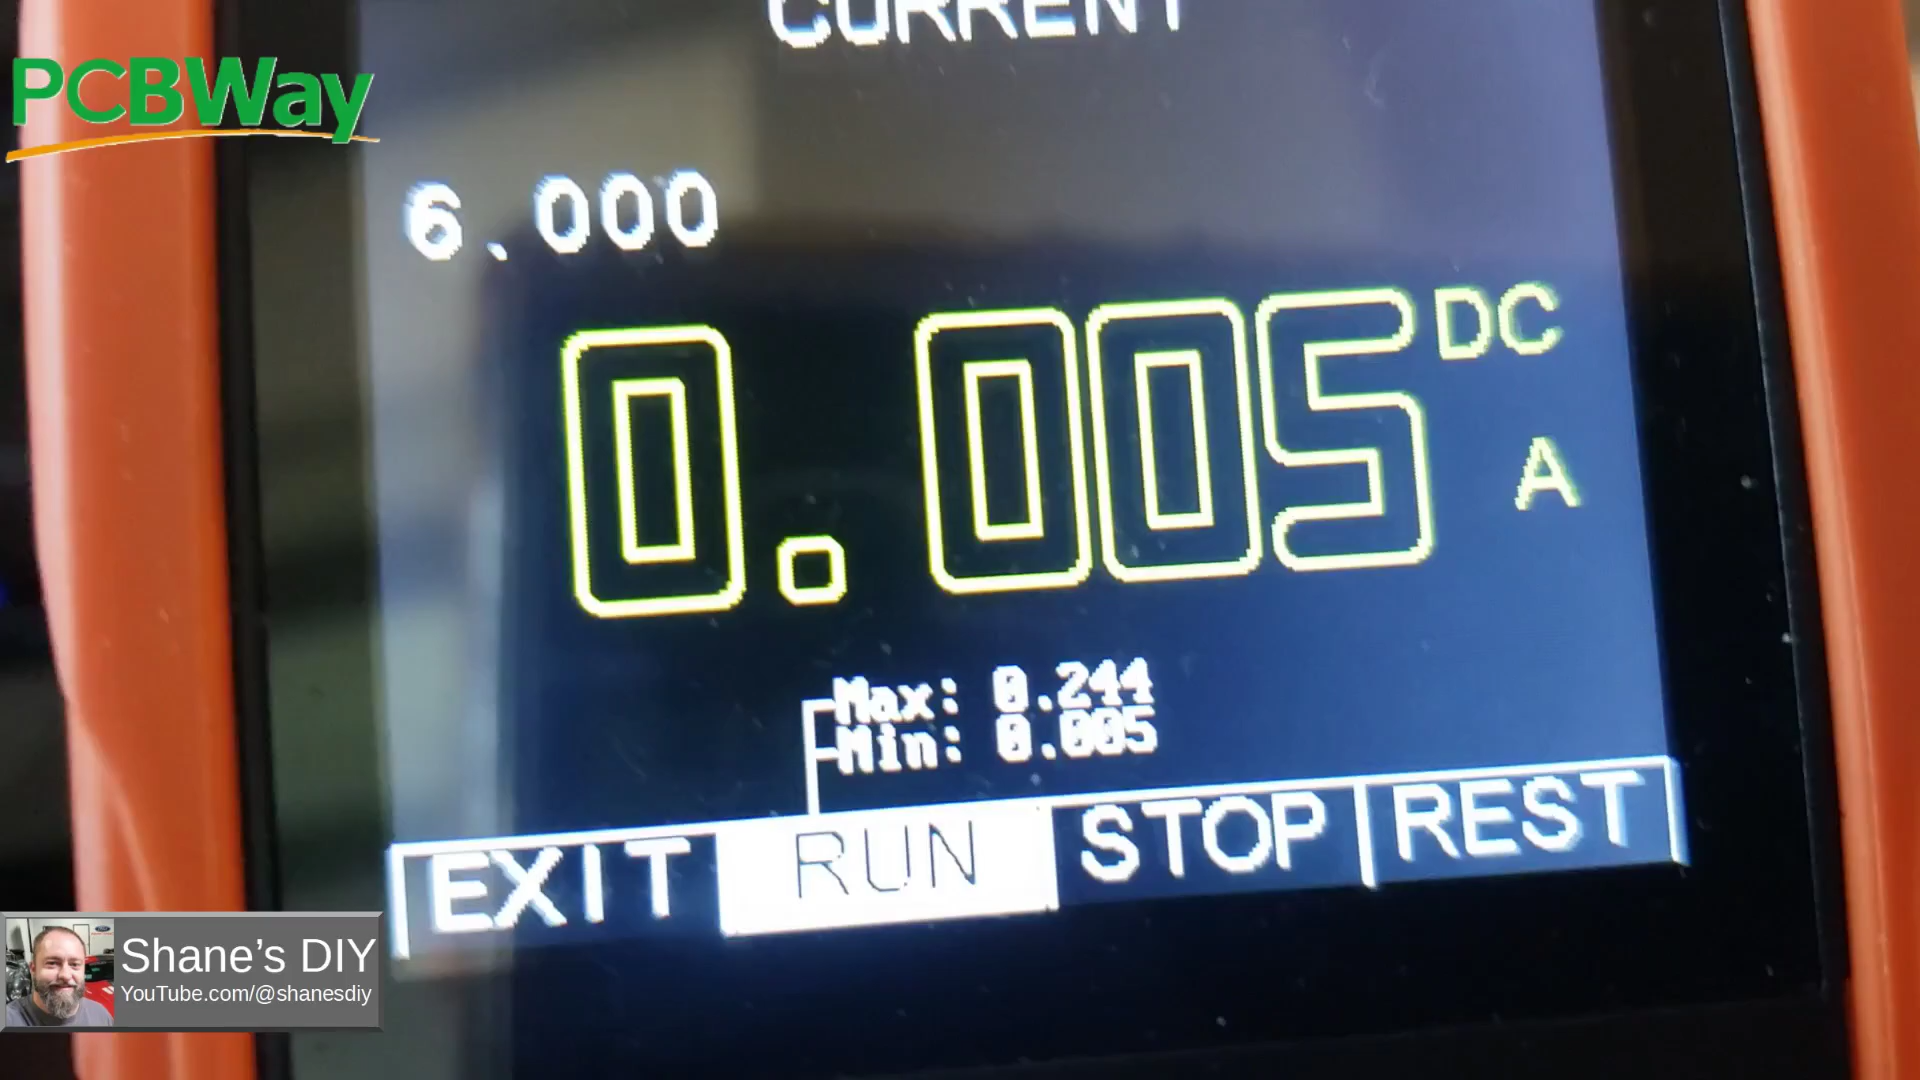 CURRENT
PCBWay
6.000
0.005 DC
A
Max: 0.244
Min: 0.005
EXIT RUN STOP REST
Shane's DIY
YouTube.com/@shanesdiy